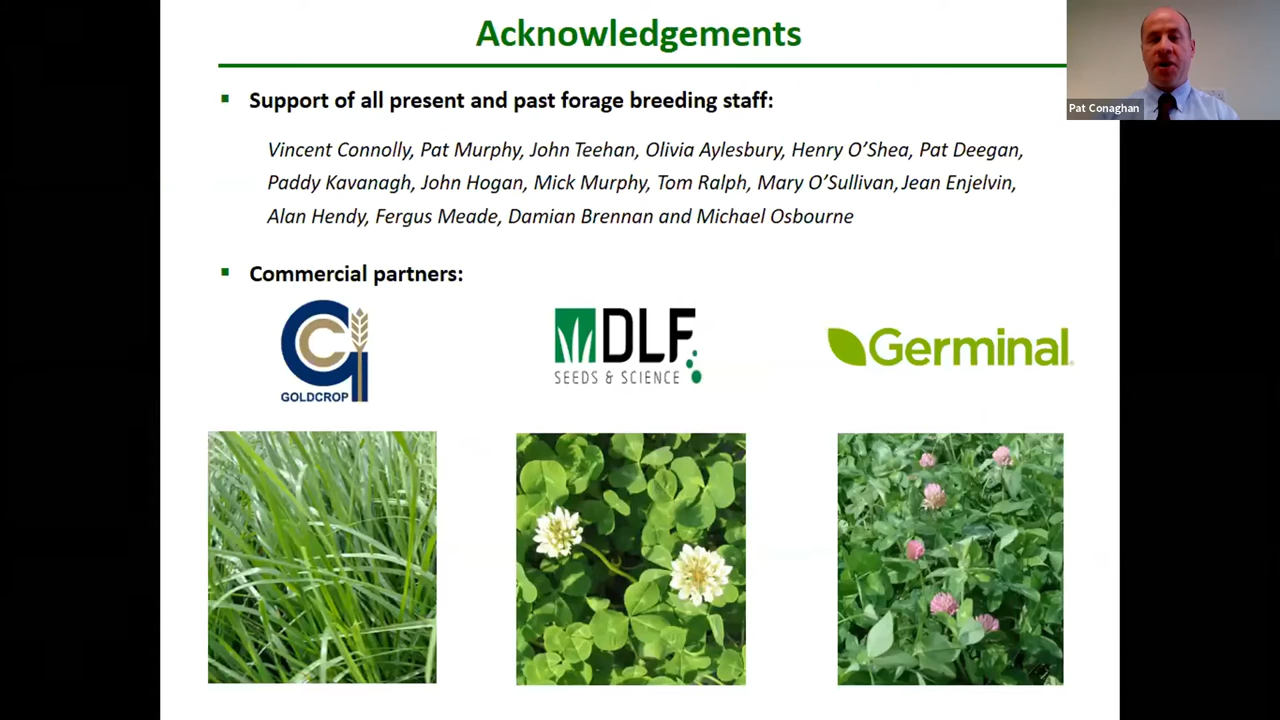 Acknowledgements
Pat Conaghan
▪ Support of all present and past forage breeding staff:
Vincent Connolly, Pat Murphy, John Teehan, Olivia Aylesbury, Henry O’Shea, Pat Deegan,
Paddy Kavanagh, John Hogan, Mick Murphy, Tom Ralph, Mary O’Sullivan, Jean Enjelvin,
Alan Hendy, Fergus Meade, Damian Brennan and Michael Osbourne
▪ Commercial partners:
GOLDCROP
DLF
SEEDS & SCIENCE
Germinal